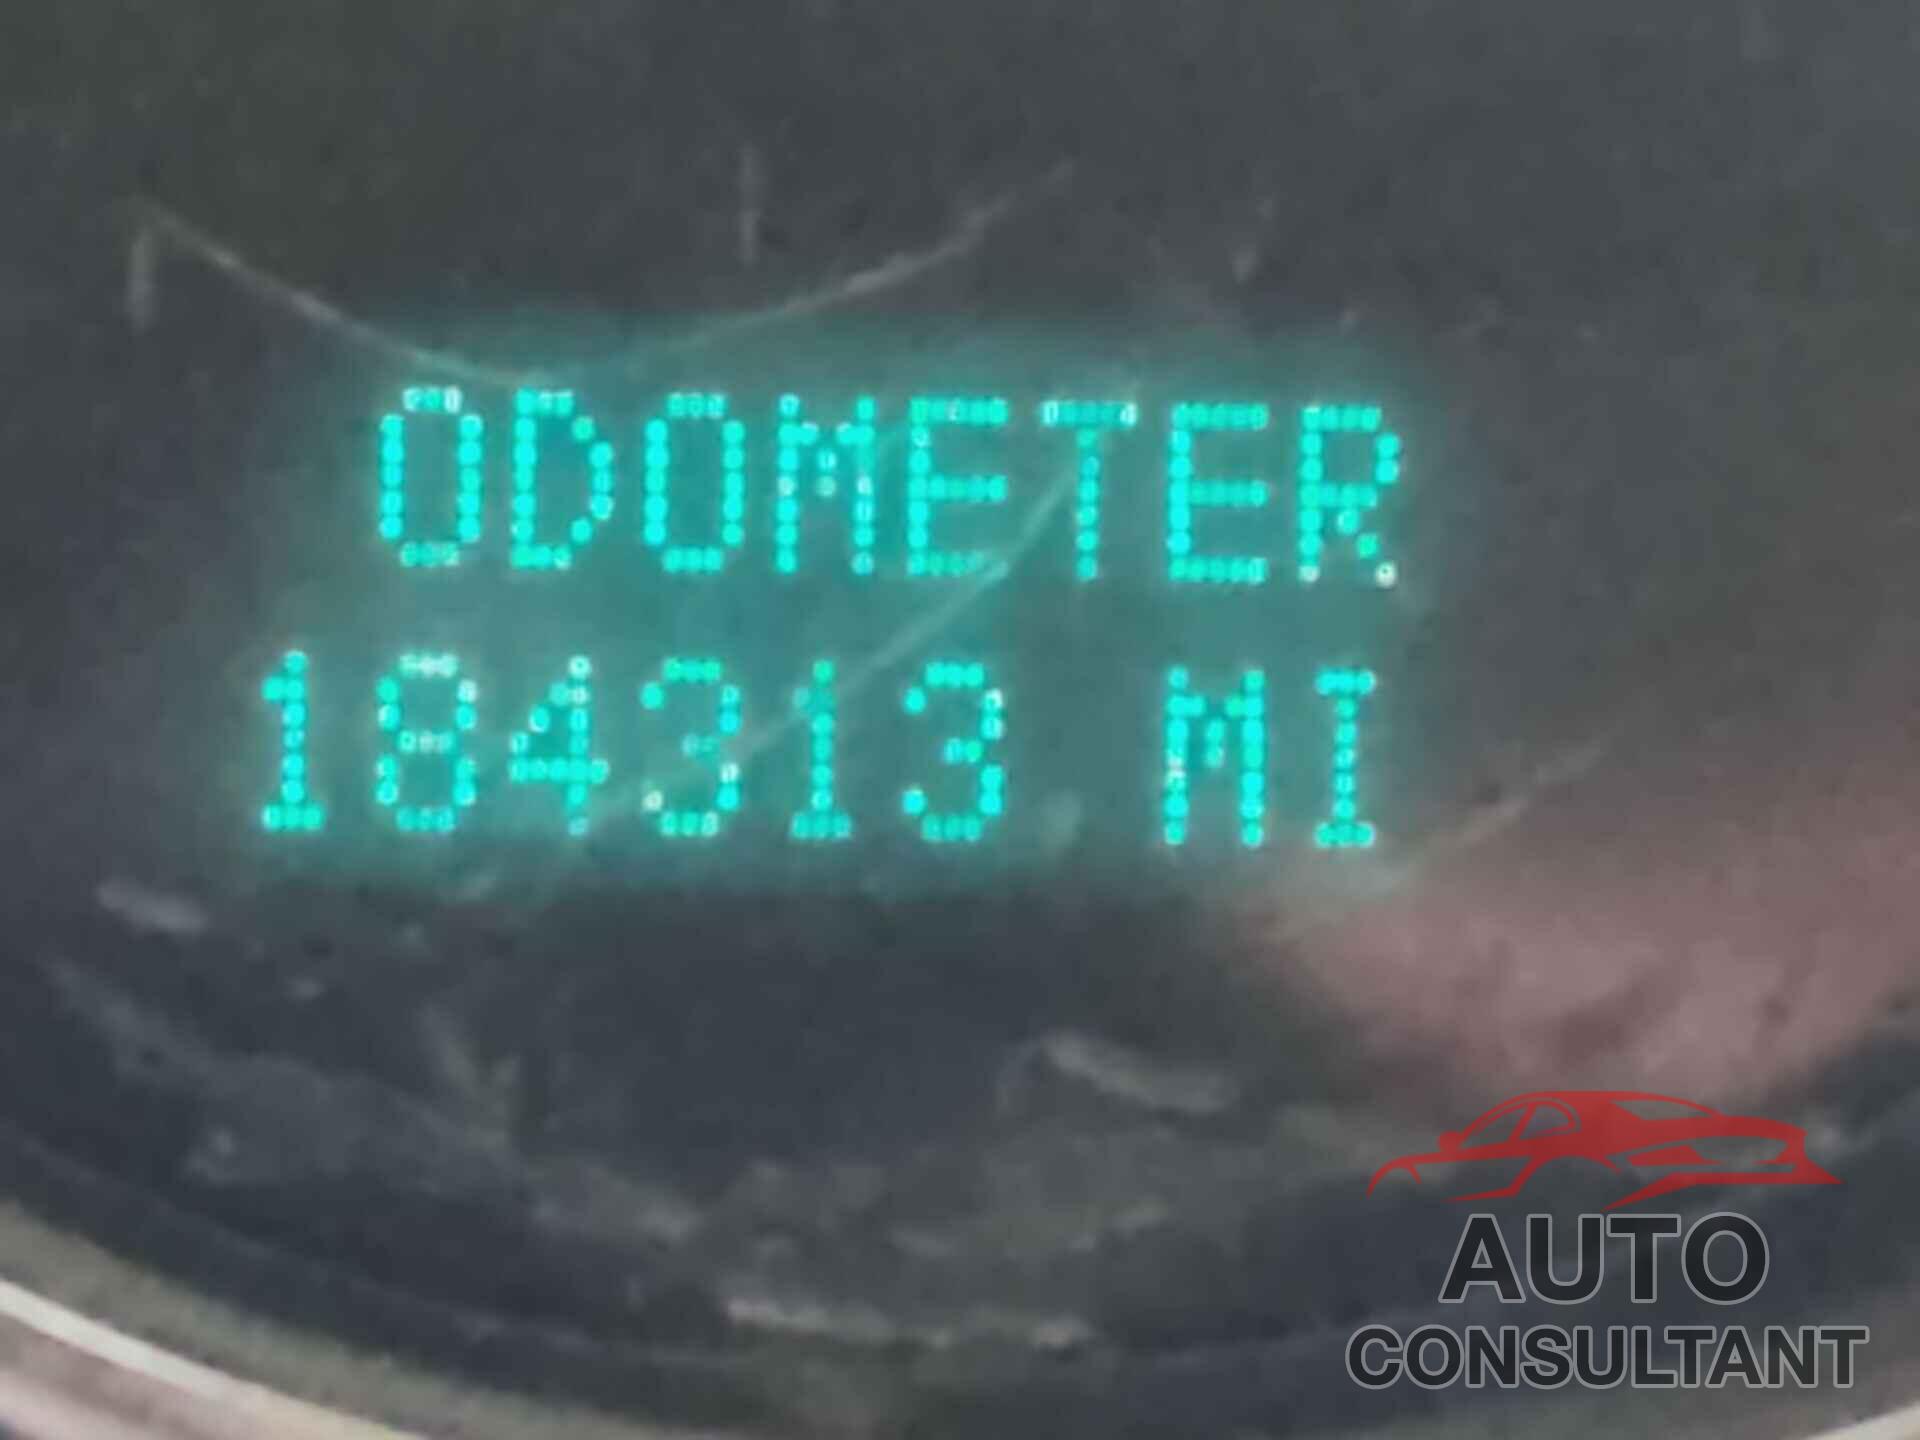 ODOMETER
184313 MI
AUTO
CONSULTANT